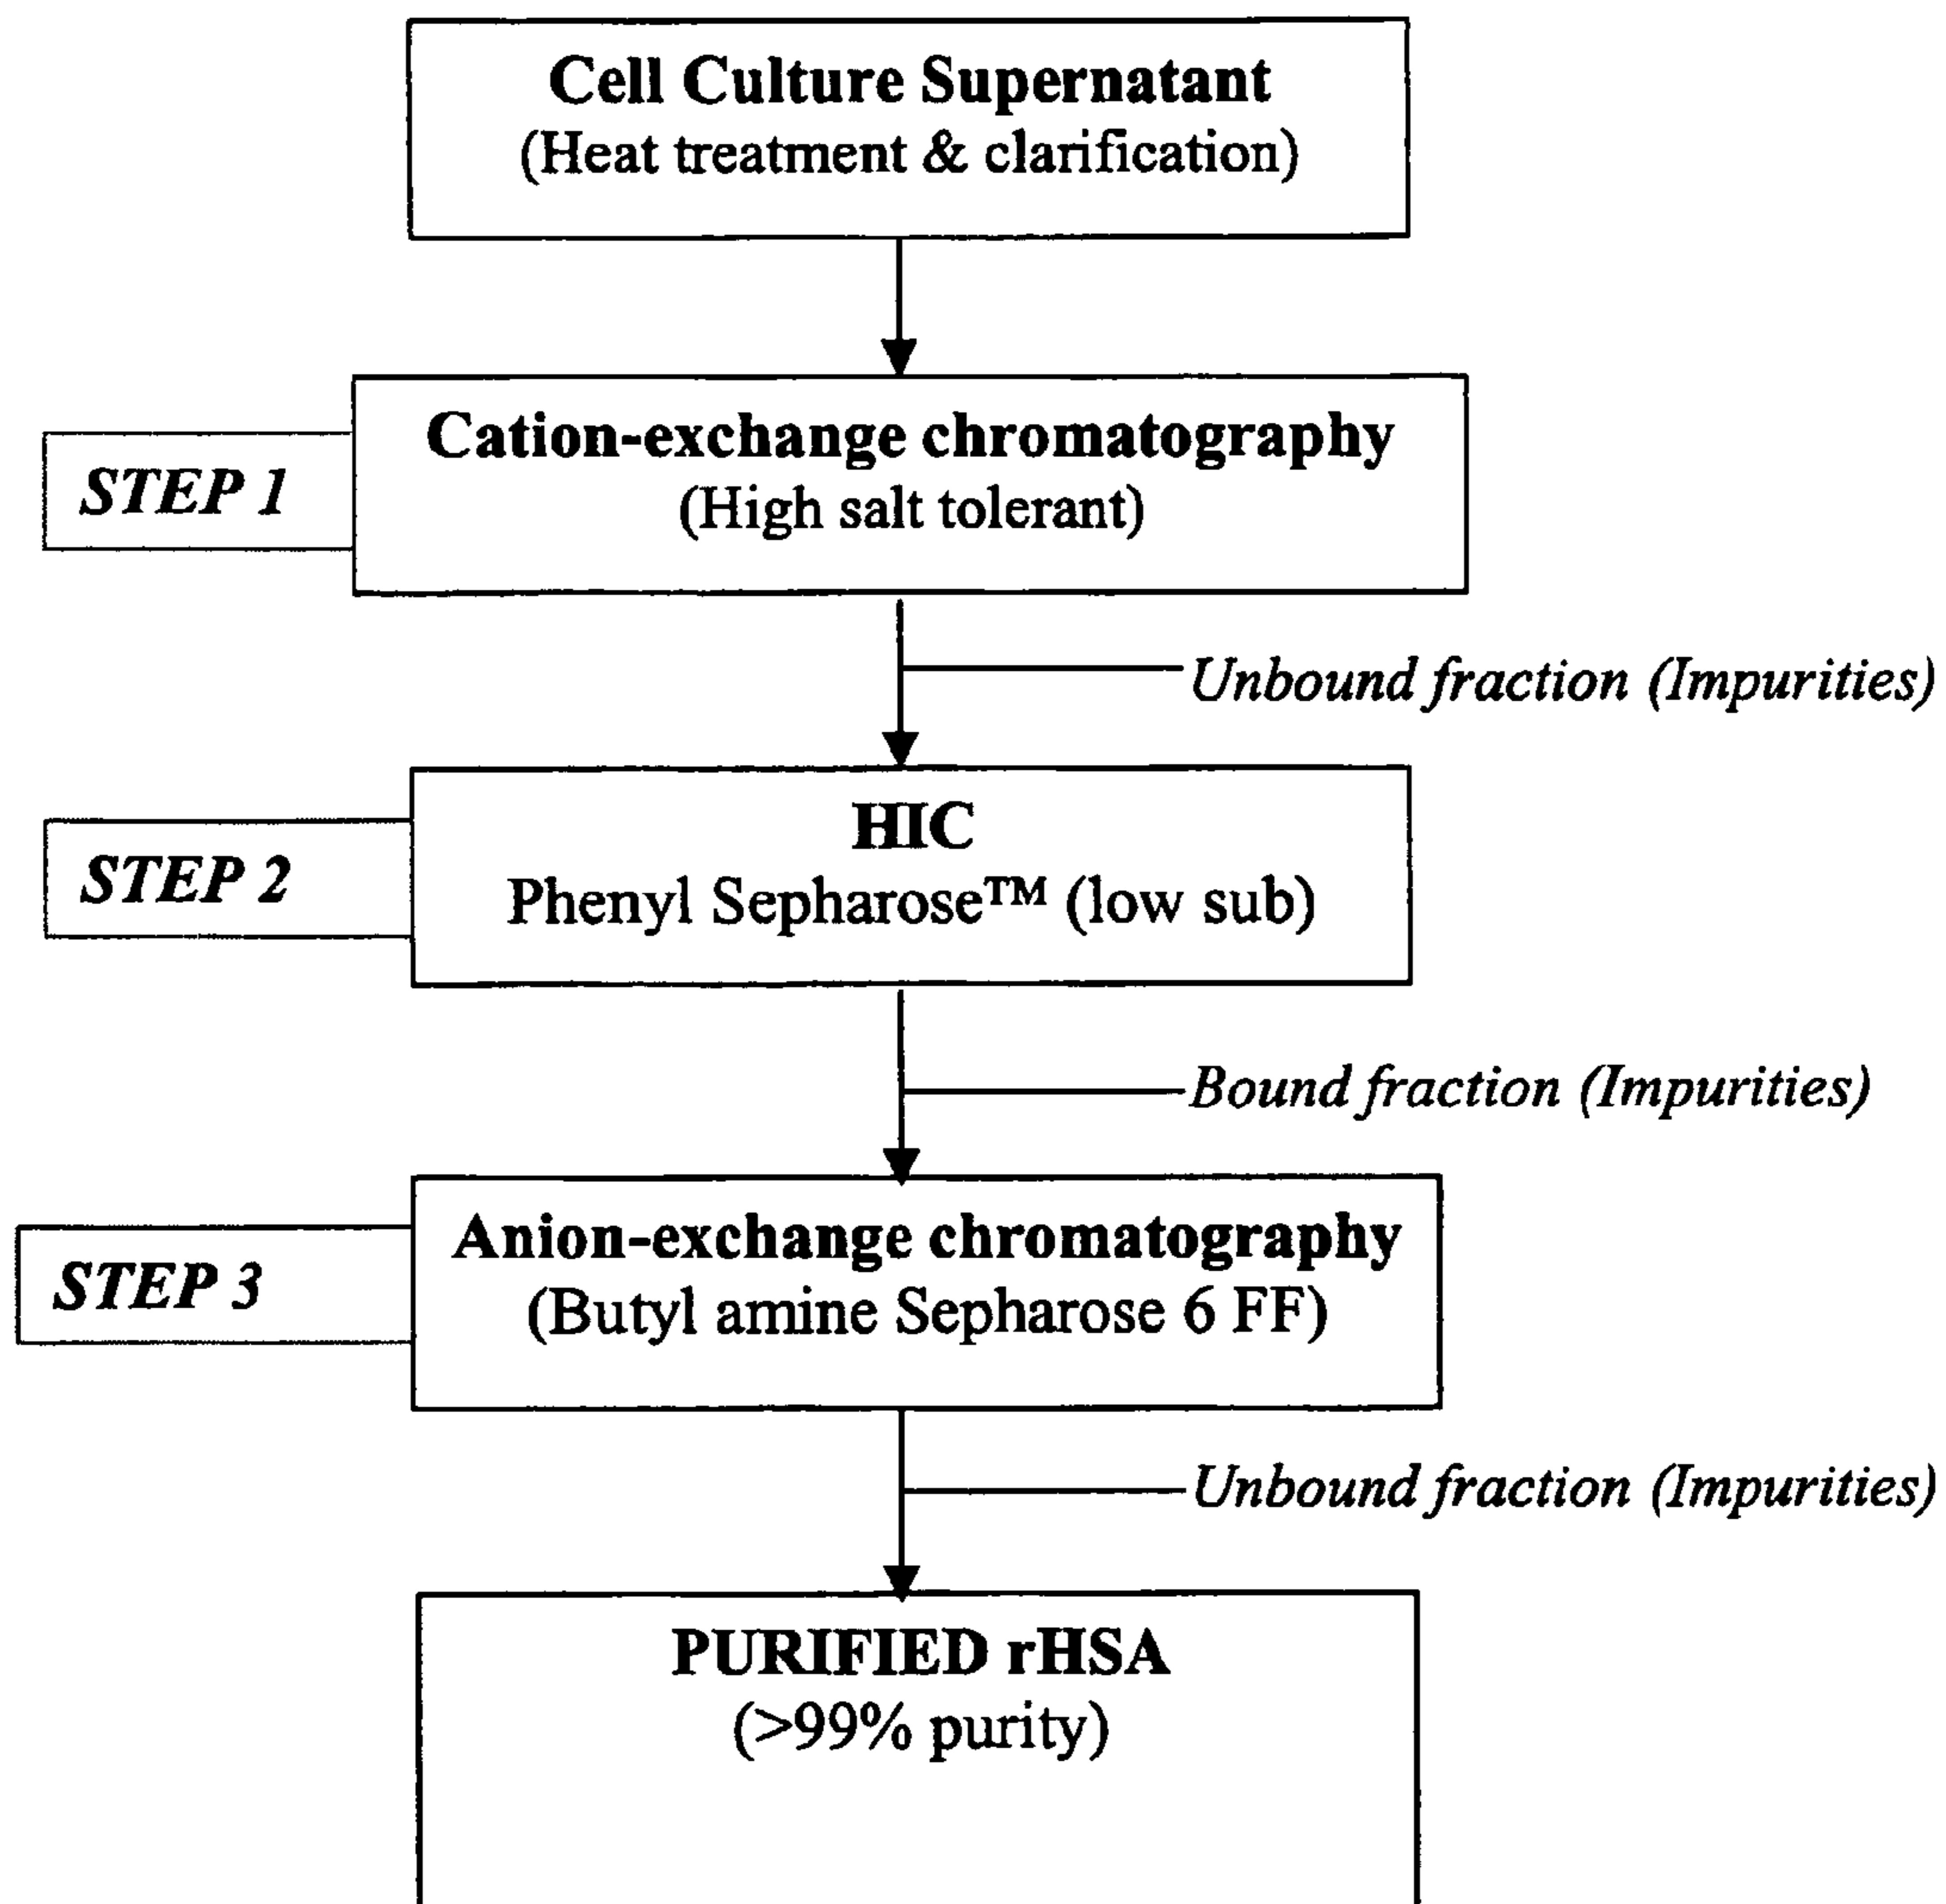 Cell Culture Supernatant
(Heat treatment & clarification)
STEP 1
Cation-exchange chromatography
(High salt tolerant)
Unbound fraction (Impurities)
STEP 2
HIC
Phenyl Sepharose™ (low sub)
Bound fraction (Impurities)
STEP 3
Anion-exchange chromatography
(Butyl amine Sepharose 6 FF)
Unbound fraction (Impurities)
PURIFIED rHSA
(>99% purity)